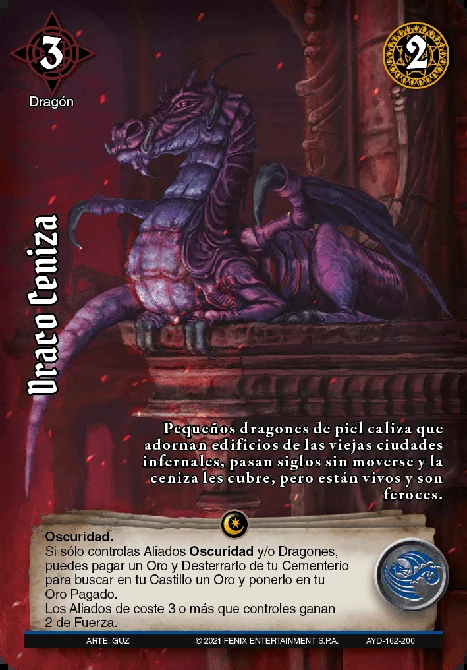 3
2
Dragón
Draco Ceniza
Pequeños dragones de piel caliza que
adornan edificios de las viejas ciudades
infernales, pasan siglos sin moverse y la
ceniza les cubre, pero están vivos y son
feroces.
Oscuridad.
Si sólo controlas Aliados Oscuridad y/o Dragones,
puedes pagar un Oro y Desterrarlo de tu Cementerio
para buscar en tu Castillo un Oro y ponerlo en tu
Oro Pagado.
Los Aliados de coste 3 o más que controles ganan
2 de Fuerza.
ARTE: GUZ © 2021 FENIX ENTERTAINMENT S.P.A. AYD-162-200